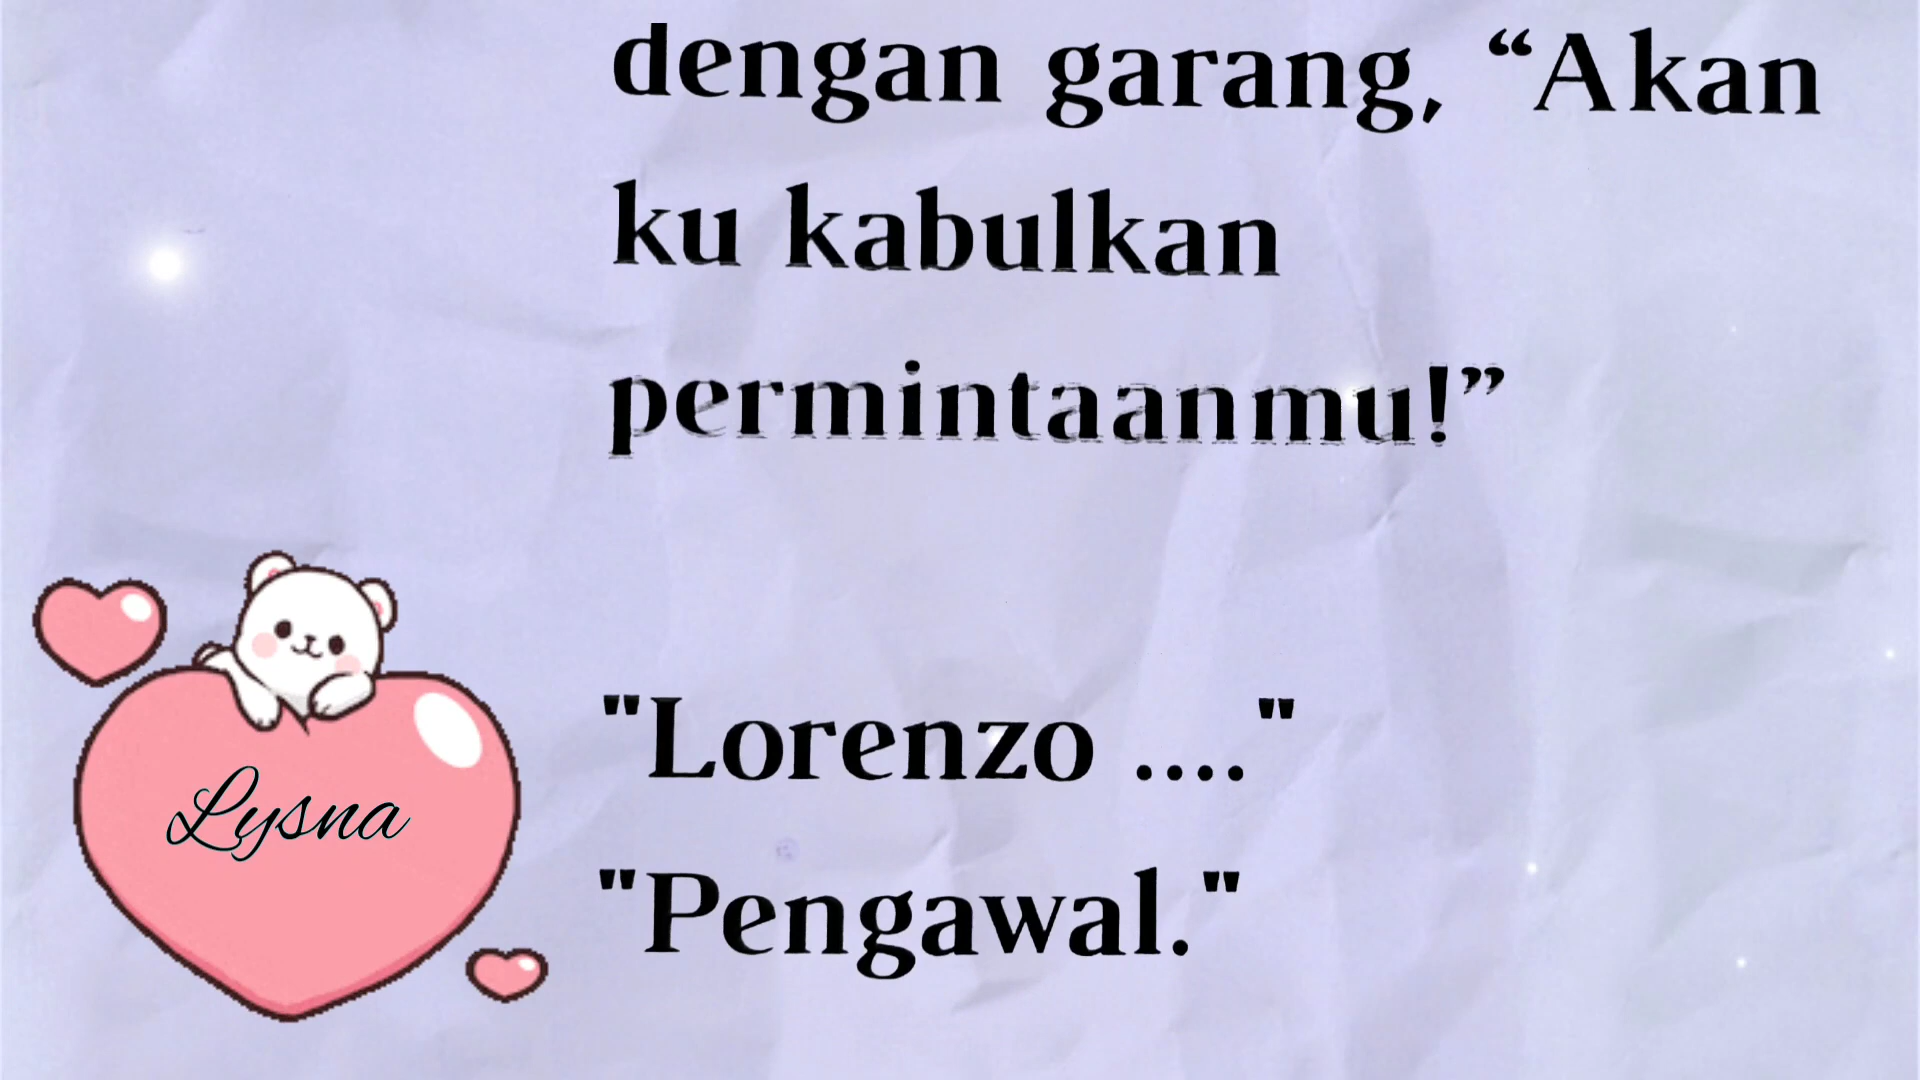 dengan garang, “Akan
ku kabulkan
permintaanmu!”
"Lorenzo ...."
"Pengawal."
Lysna